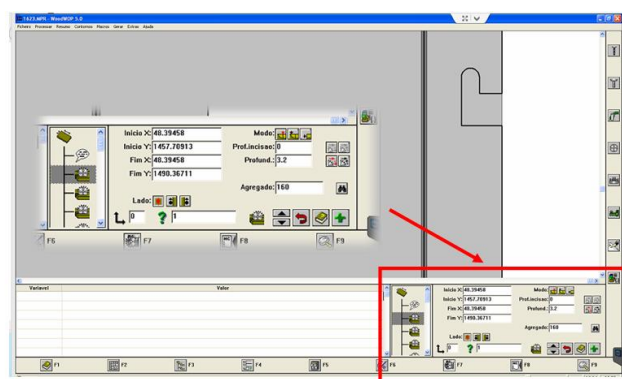 1623.MPR - WoodWOP 5.0
Ficheiro Processar Resumo Contornos Macros Gerar Extras Ajuda
Inicio X: 48.39458
Modo:
Inicio Y: 1457.70913
Prof.incisao: 0
Fim X: 48.39458
Profund.: 3.2
Fim Y: 1498.36711
Agregado: 160
Lado:
0
? 1
F6
F7
F8
F9
Variavel
Valor
Inicio X: 48.39458
Modo:
Inicio Y: 1457.70913
Prof.incisao: 0
Fim X: 48.39458
Profund.: 3.2
Fim Y: 1498.36711
Agregado: 160
Lado:
0
? 1
F1
F2
F3
F4
F5
F6
F7
F8
F9